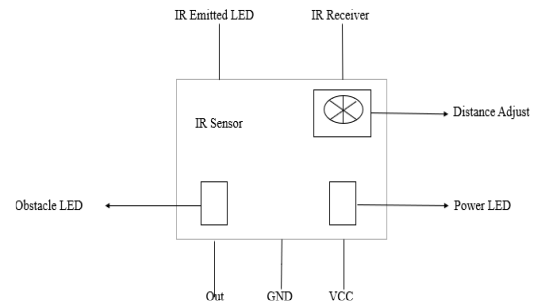 IR Emitted LED
IR Receiver
Distance Adjust
IR Sensor
Obstacle LED
Power LED
Out
GND
VCC